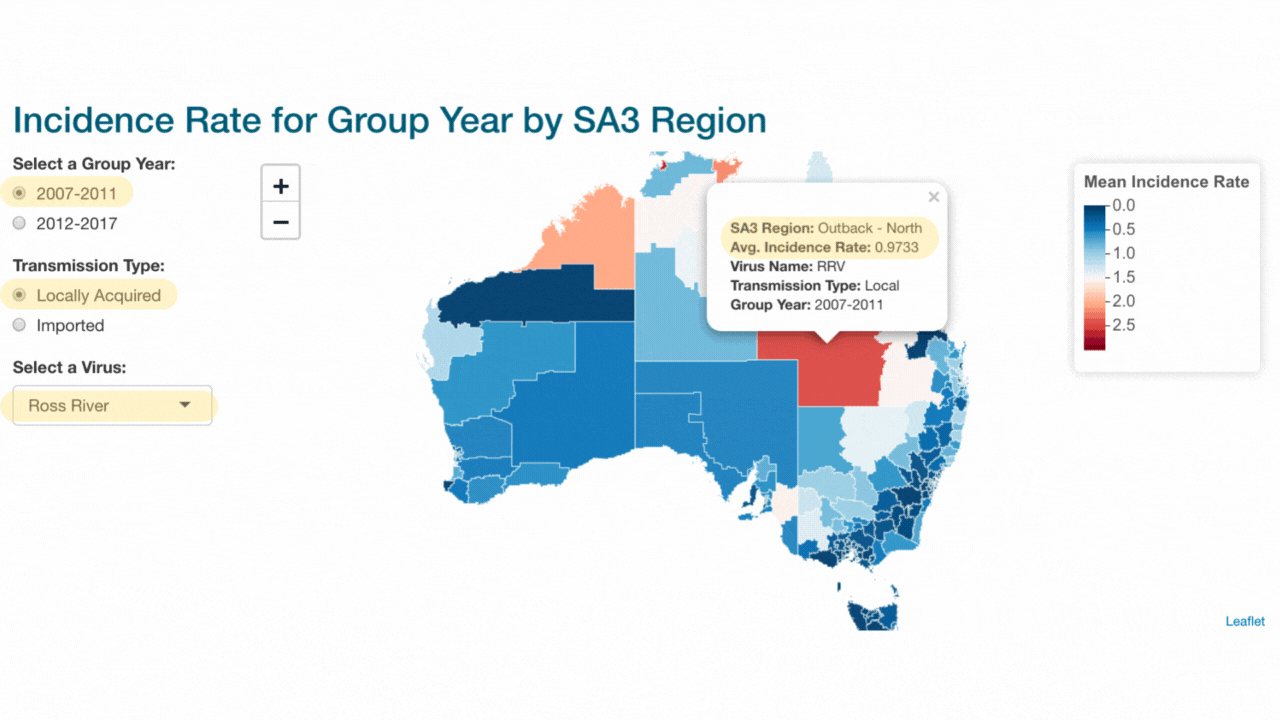 Incidence Rate for Group Year by SA3 Region
Select a Group Year:
2007-2011
2012-2017
Transmission Type:
Locally Acquired
Imported
Select a Virus:
Ross River
+
−
×
SA3 Region: Outback - North
Avg. Incidence Rate: 0.9733
Virus Name: RRV
Transmission Type: Local
Group Year: 2007-2011
Mean Incidence Rate
0.0
0.5
1.0
1.5
2.0
2.5
Leaflet